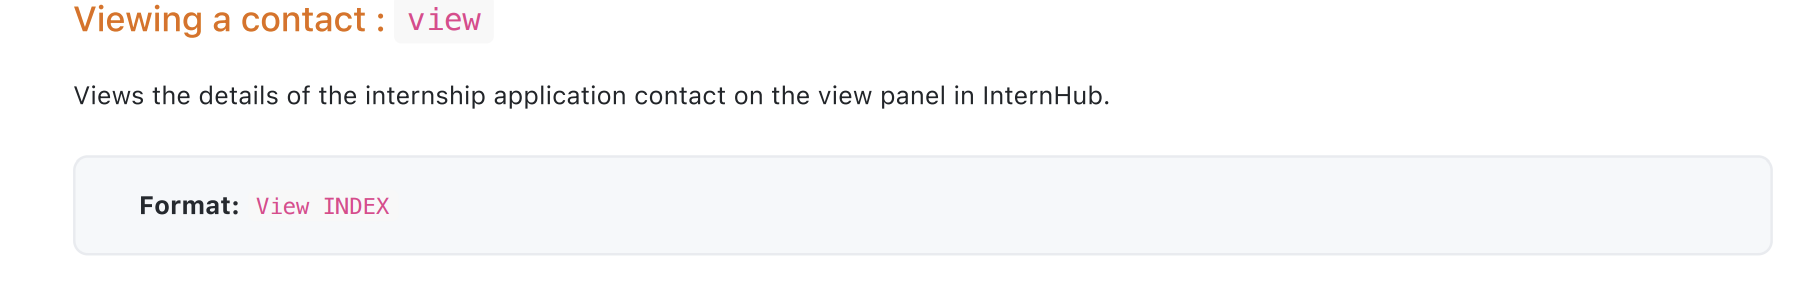 Viewing a contact : view
Views the details of the internship application contact on the view panel in InternHub.
Format: View INDEX